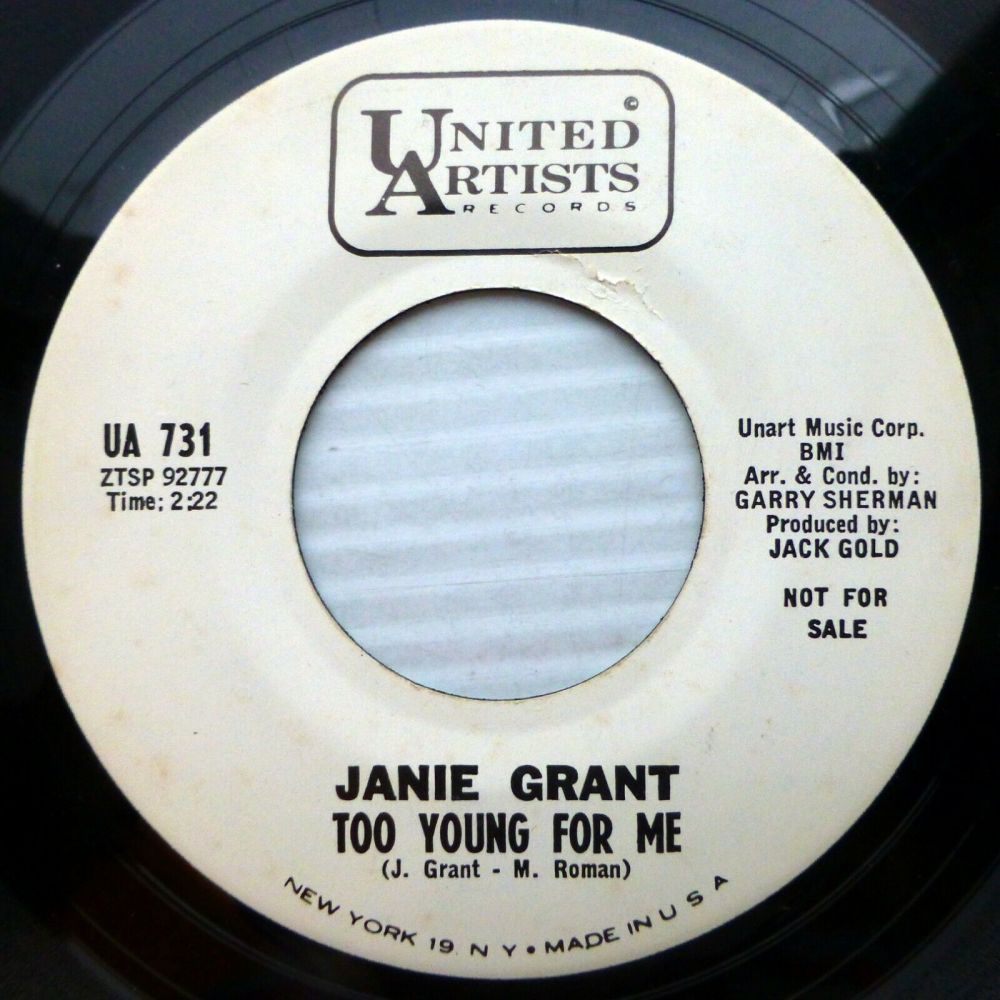 ©
UNITED
ARTISTS
RECORDS
UA 731
ZTSP 92777
Time: 2:22
Unart Music Corp.
BMI
Arr. & Cond. by:
GARRY SHERMAN
Produced by:
JACK GOLD
NOT FOR
SALE
JANIE GRANT
TOO YOUNG FOR ME
(J. Grant - M. Roman)
NEW YORK 19 N Y • MADE IN U S A